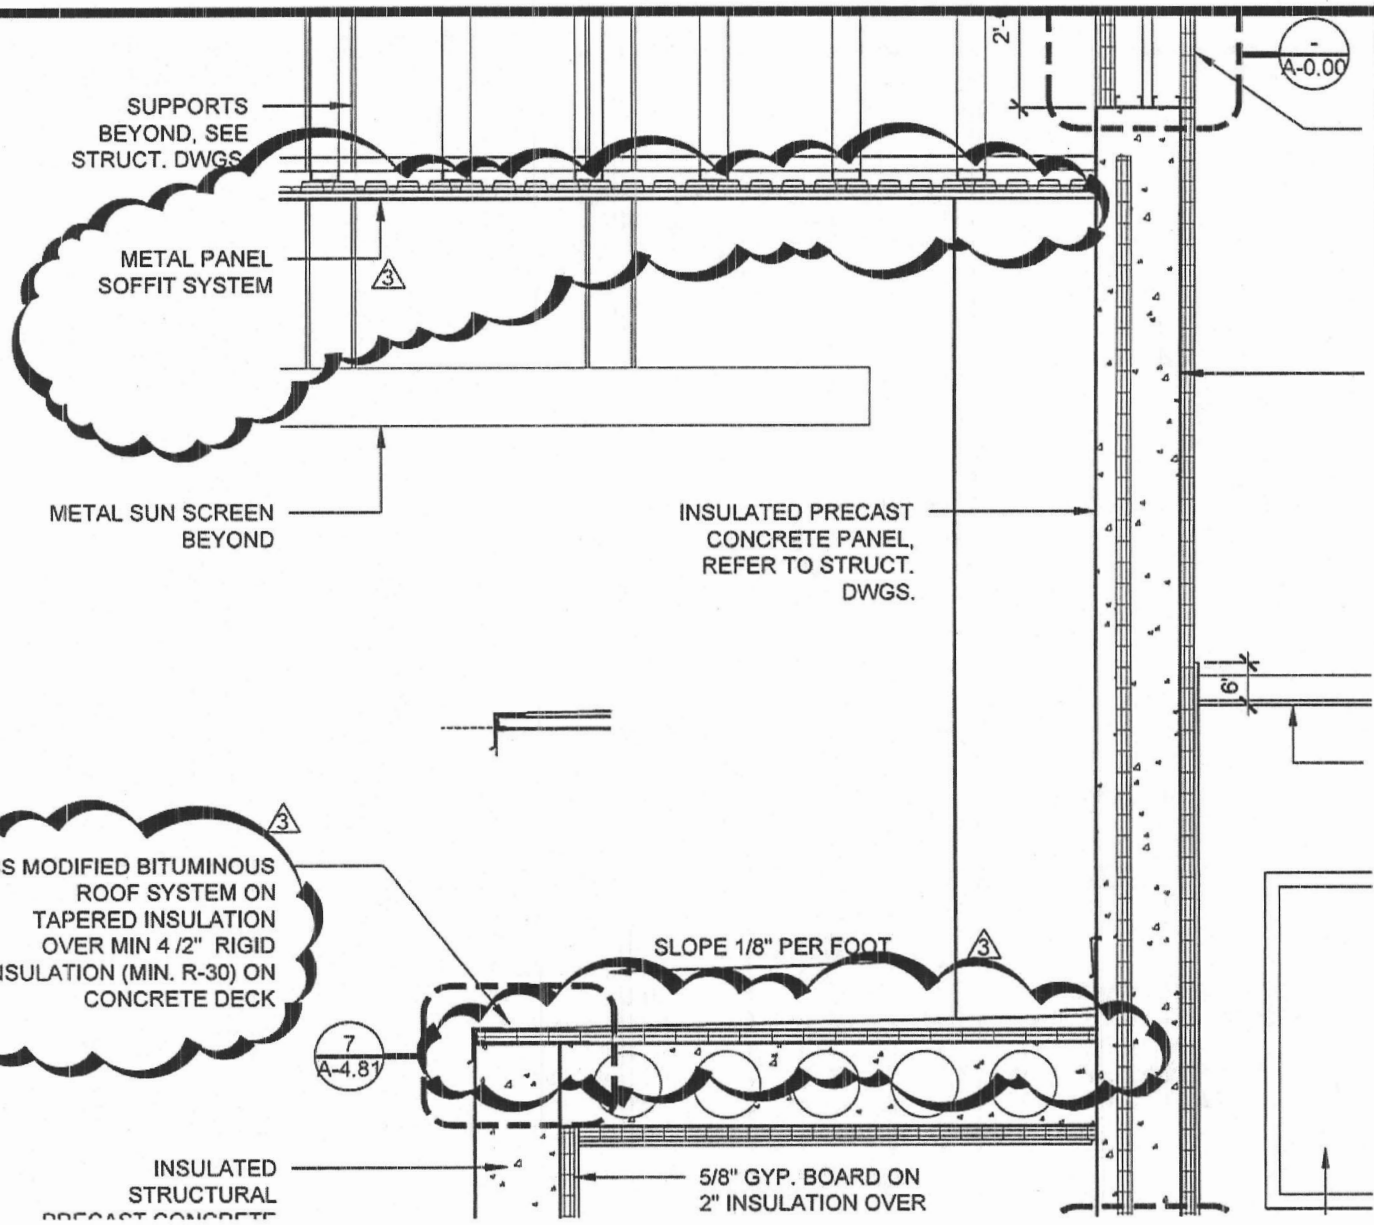 2'-
-
A-0.00
SUPPORTS
BEYOND, SEE
STRUCT. DWGS.
METAL PANEL
SOFFIT SYSTEM
3
METAL SUN SCREEN
BEYOND
INSULATED PRECAST
CONCRETE PANEL,
REFER TO STRUCT.
DWGS.
6'
3
S MODIFIED BITUMINOUS
ROOF SYSTEM ON
TAPERED INSULATION
OVER MIN 4 /2" RIGID
NSULATION (MIN. R-30) ON
CONCRETE DECK
SLOPE 1/8" PER FOOT
3
7
A-4.81
INSULATED
STRUCTURAL
PRECAST CONCRETE
5/8" GYP. BOARD ON
2" INSULATION OVER